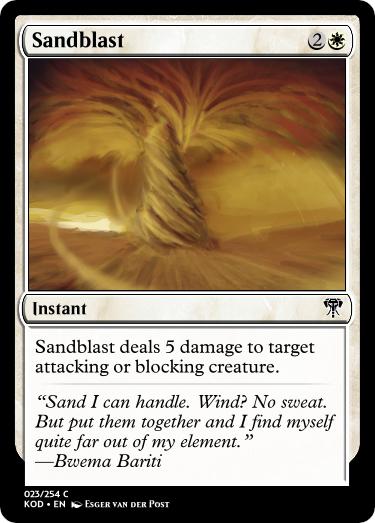 Sandblast 2
Instant
Sandblast deals 5 damage to target
attacking or blocking creature.
“Sand I can handle. Wind? No sweat.
But put them together and I find myself
quite far out of my element.”
—Bwema Bariti
023/254 C
KOD • EN Esger van der Post